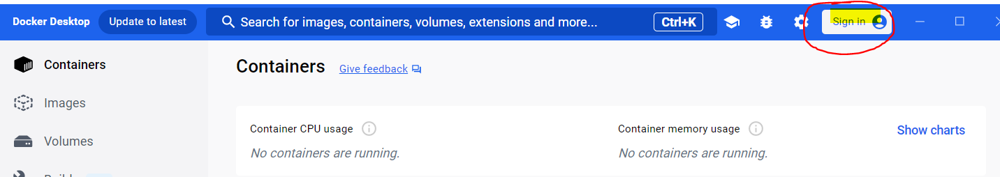 Docker Desktop Update to latest Search for images, containers, volumes, extensions and more... Ctrl+K Sign in
Containers
Images
Volumes
Containers Give feedback
Container CPU usage Container memory usage Show charts
No containers are running. No containers are running.